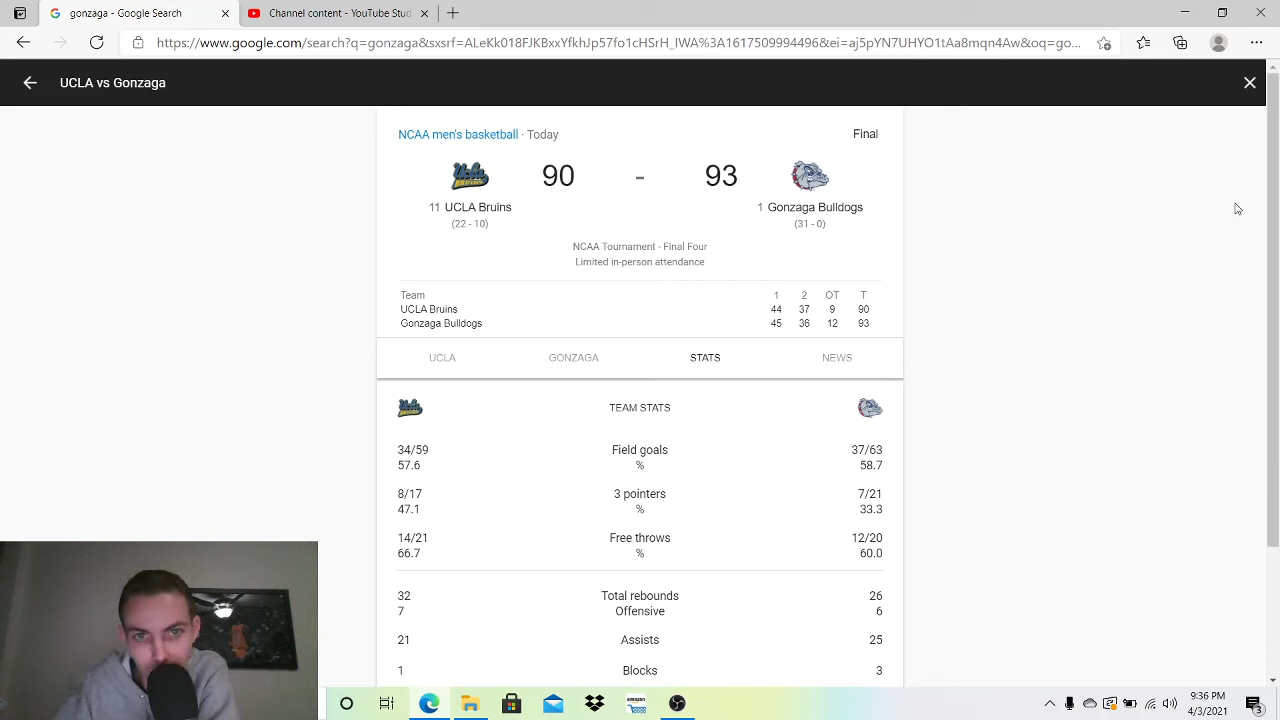 gonzaga - Google Search
Channel content - YouTube Stud
https://www.google.com/search?q=gonzaga&sxsrf=ALeKk018FJKBxxYfkhJp57fo1cHSrH_IWA%3A1617509994496&ei=aj5pYN7UHYO1tAa8mqn4Aw&oq=go...
UCLA vs Gonzaga
NCAA men's basketball · Today
Final
90 - 93
11 UCLA Bruins
1 Gonzaga Bulldogs
(22 - 10)
(31 - 0)
NCAA Tournament - Final Four
Limited in-person attendance
Team 1 2 OT T
UCLA Bruins 44 37 9 90
Gonzaga Bulldogs 45 36 12 93
UCLA GONZAGA STATS NEWS
Ucla
TEAM STATS
34/59 Field goals 37/63
57.6 % 58.7
8/17 3 pointers 7/21
47.1 % 33.3
14/21 Free throws 12/20
66.7 % 60.0
32 Total rebounds 26
7 Offensive 6
21 Assists 25
1 Blocks 3
amazon
9:36 PM
4/3/2021
3